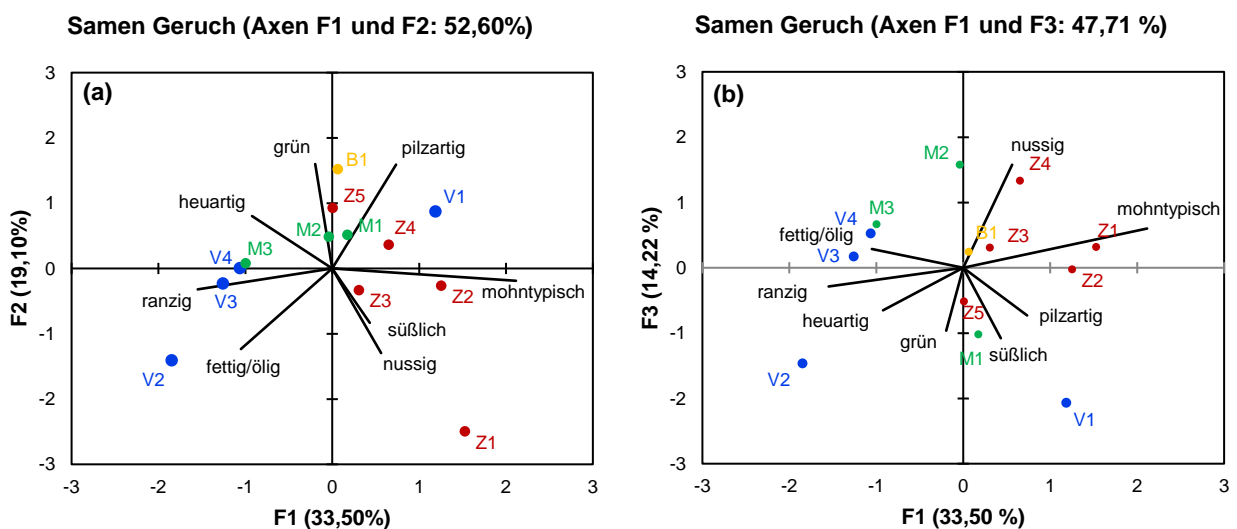 Samen Geruch (Axen F1 und F2: 52,60%)
3
(a)
2
grün
B1
pilzartig
Z5
V1
heuartig
1
M2
M1
Z4
V4
M3
0
mohntypisch
ranzig
V3
Z3
Z2
süßlich
-1
fettig/ölig
nussig
V2
-2
Z1
-3
-3
-2
-1
0
1
2
3
F2 (19,10%)
F1 (33,50%)
Samen Geruch (Axen F1 und F3: 47,71 %)
3
(b)
2
M2
nussig
Z4
1
M3
mohntypisch
V4
Z1
fettig/ölig
B1
Z3
V3
0
Z2
ranzig
heuartig
Z5
pilzartig
grün
-1
süßlich
M1
V2
V1
-2
-3
-3
-2
-1
0
1
2
3
F3 (14,22 %)
F1 (33,50 %)